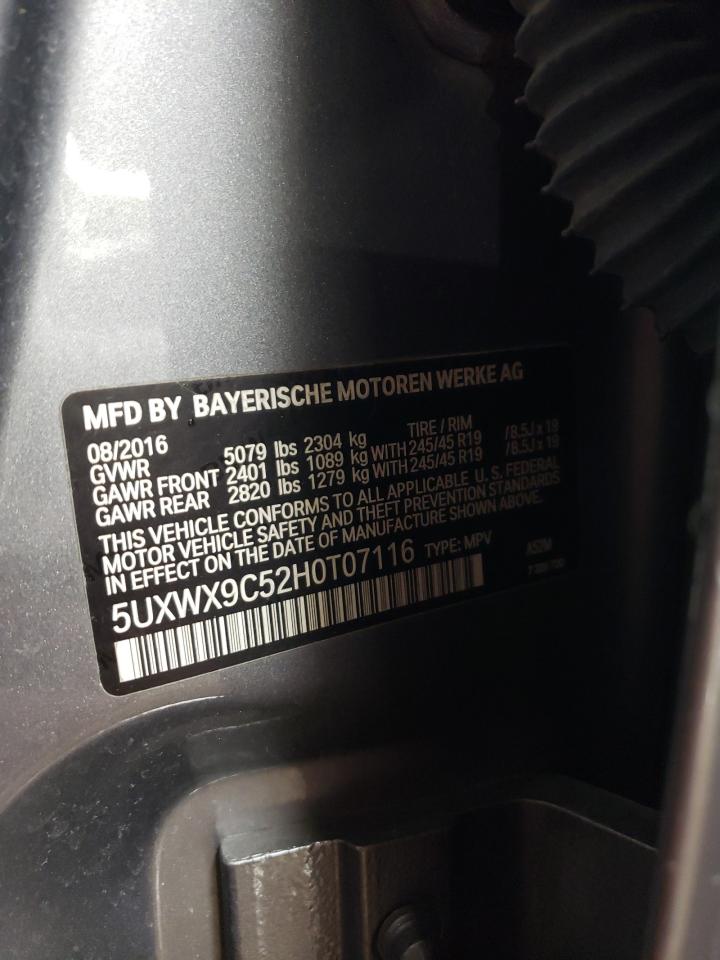 MFD BY BAYERISCHE MOTOREN WERKE AG
08/2016 TIRE / RIM
GVWR 5079 lbs 2304 kg
GAWR FRONT 2401 lbs 1089 kg WITH 245/45 R19 /8.5J x 19
GAWR REAR 2820 lbs 1279 kg WITH 245/45 R19 /8.5J x 19
THIS VEHICLE CONFORMS TO ALL APPLICABLE U. S. FEDERAL
MOTOR VEHICLE SAFETY AND THEFT PREVENTION STANDARDS
IN EFFECT ON THE DATE OF MANUFACTURE SHOWN ABOVE.
5UXWX9C52H0T07116 TYPE: MPV A52M